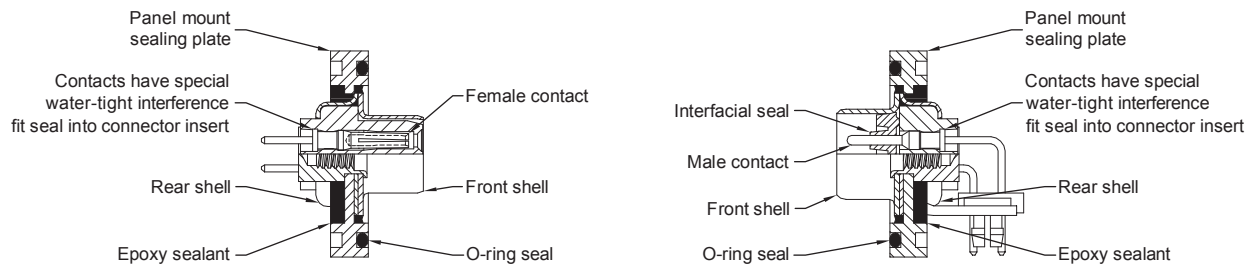 Panel mount
sealing plate
Contacts have special
water-tight interference
fit seal into connector insert
Female contact
Rear shell
Front shell
Epoxy sealant
O-ring seal
Panel mount
sealing plate
Interfacial seal
Contacts have special
water-tight interference
fit seal into connector insert
Male contact
Front shell
Rear shell
O-ring seal
Epoxy sealant